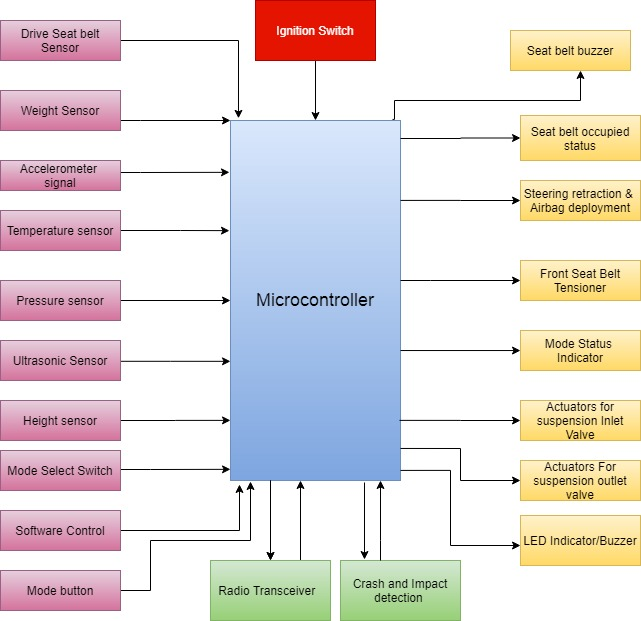 Drive Seat belt
Sensor
Weight Sensor
Accelerometer
signal
Temperature sensor
Pressure sensor
Ultrasonic Sensor
Height sensor
Mode Select Switch
Software Control
Mode button
Ignition Switch
Microcontroller
Radio Transceiver
Crash and Impact
detection
Seat belt buzzer
Seat belt occupied
status
Steering retraction &
Airbag deployment
Front Seat Belt
Tensioner
Mode Status
Indicator
Actuators for
suspension Inlet
Valve
Actuators For
suspension outlet
valve
LED Indicator/Buzzer